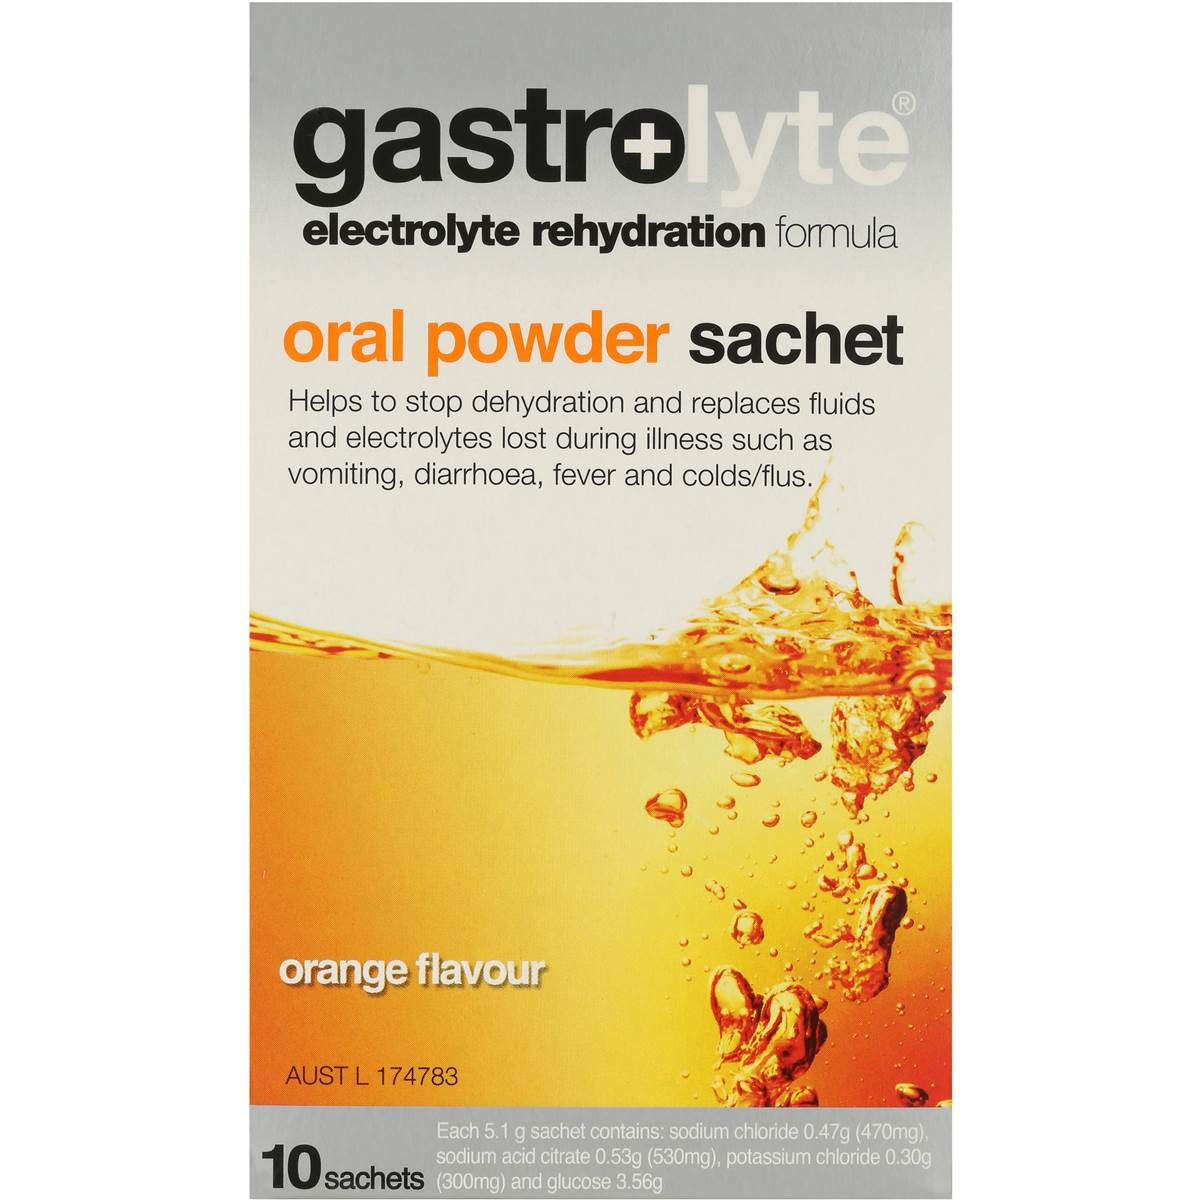 gastrolyte®
electrolyte rehydration formula
oral powder sachet
Helps to stop dehydration and replaces fluids
and electrolytes lost during illness such as
vomiting, diarrhoea, fever and colds/flus.
orange flavour
AUST L 174783
10 sachets
Each 5.1 g sachet contains: sodium chloride 0.47g (470mg),
sodium acid citrate 0.53g (530mg), potassium chloride 0.30g
(300mg) and glucose 3.56g